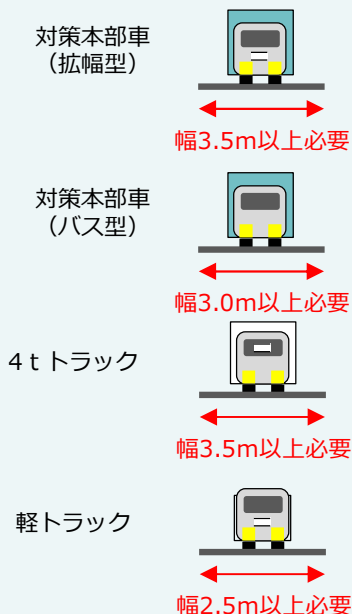 対策本部車
（拡幅型）
幅3.5m以上必要
対策本部車
（バス型）
幅3.0m以上必要
4ｔトラック
幅3.5m以上必要
軽トラック
幅2.5m以上必要